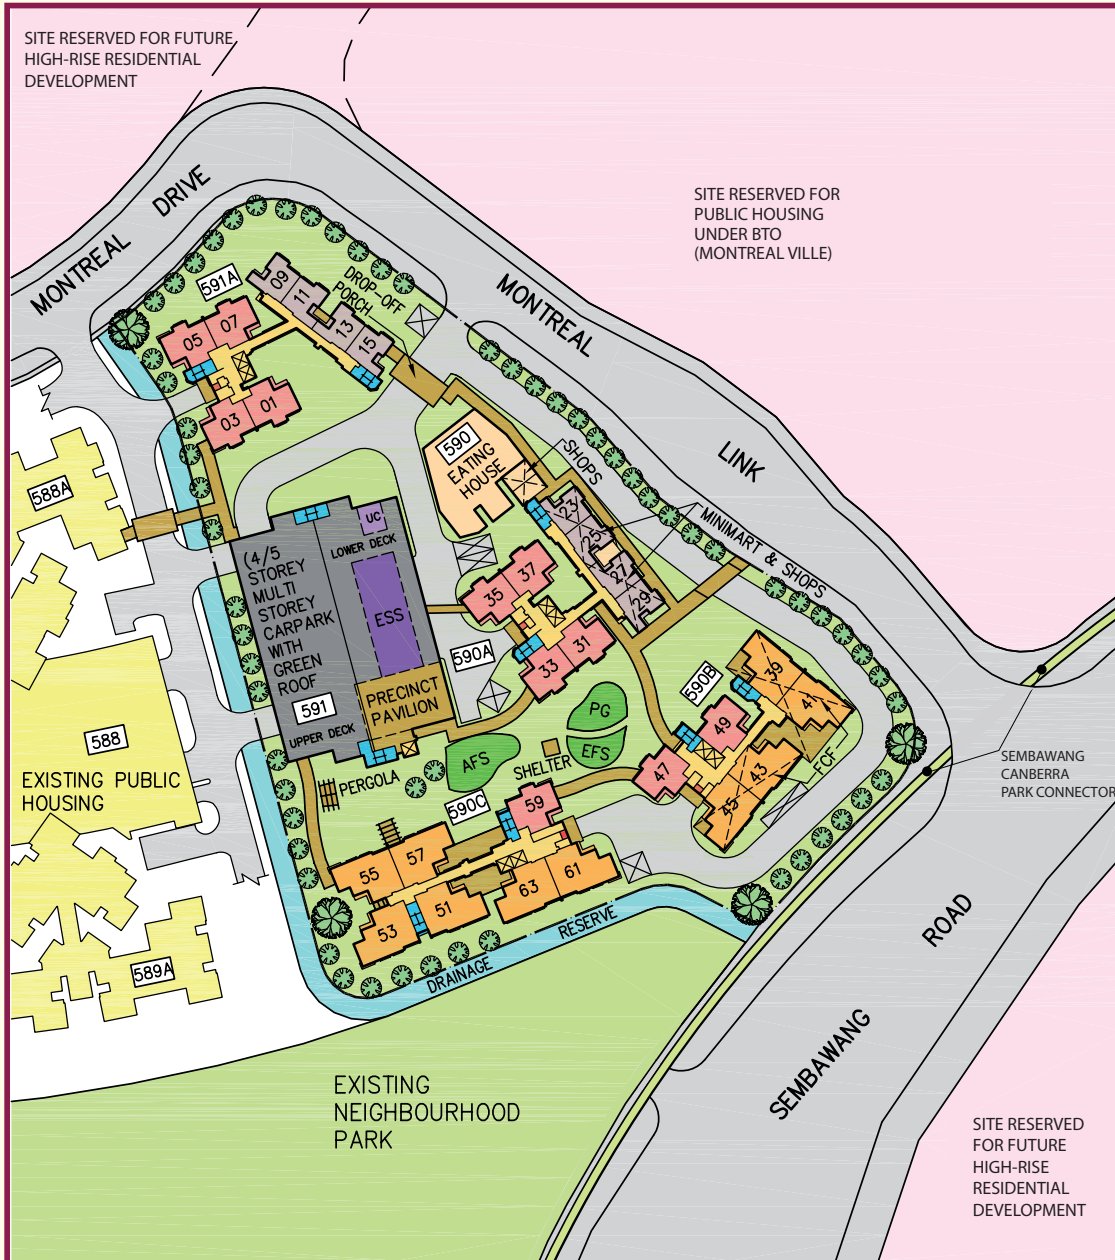 SITE RESERVED FOR FUTURE
HIGH-RISE RESIDENTIAL
DEVELOPMENT
MONTREAL DRIVE
SITE RESERVED FOR
PUBLIC HOUSING
UNDER BTO
(MONTREAL VILLE)
MONTREAL LINK
591A
09
11
13
15
DROP-OFF
PORCH
05
07
03
01
590
EATING
HOUSE
SHOPS
23
25
27
29
MINIMART & SHOPS
588A
(4/5
STOREY
MULTI
STOREY
CARPARK
WITH
GREEN
ROOF
591
UPPER DECK
UC
LOWER DECK
ESS
PRECINCT
PAVILION
35
37
33
31
590A
590B
39
41
49
47
43
45
FCF
PG
EFS
AFS
SHELTER
PERGOLA
590C
59
55
57
53
51
63
61
588
EXISTING PUBLIC
HOUSING
589A
SEMBAWANG
CANBERRA
PARK CONNECTOR
DRAINAGE RESERVE
SEMBAWANG ROAD
EXISTING
NEIGHBOURHOOD
PARK
SITE RESERVED
FOR FUTURE
HIGH-RISE
RESIDENTIAL
DEVELOPMENT